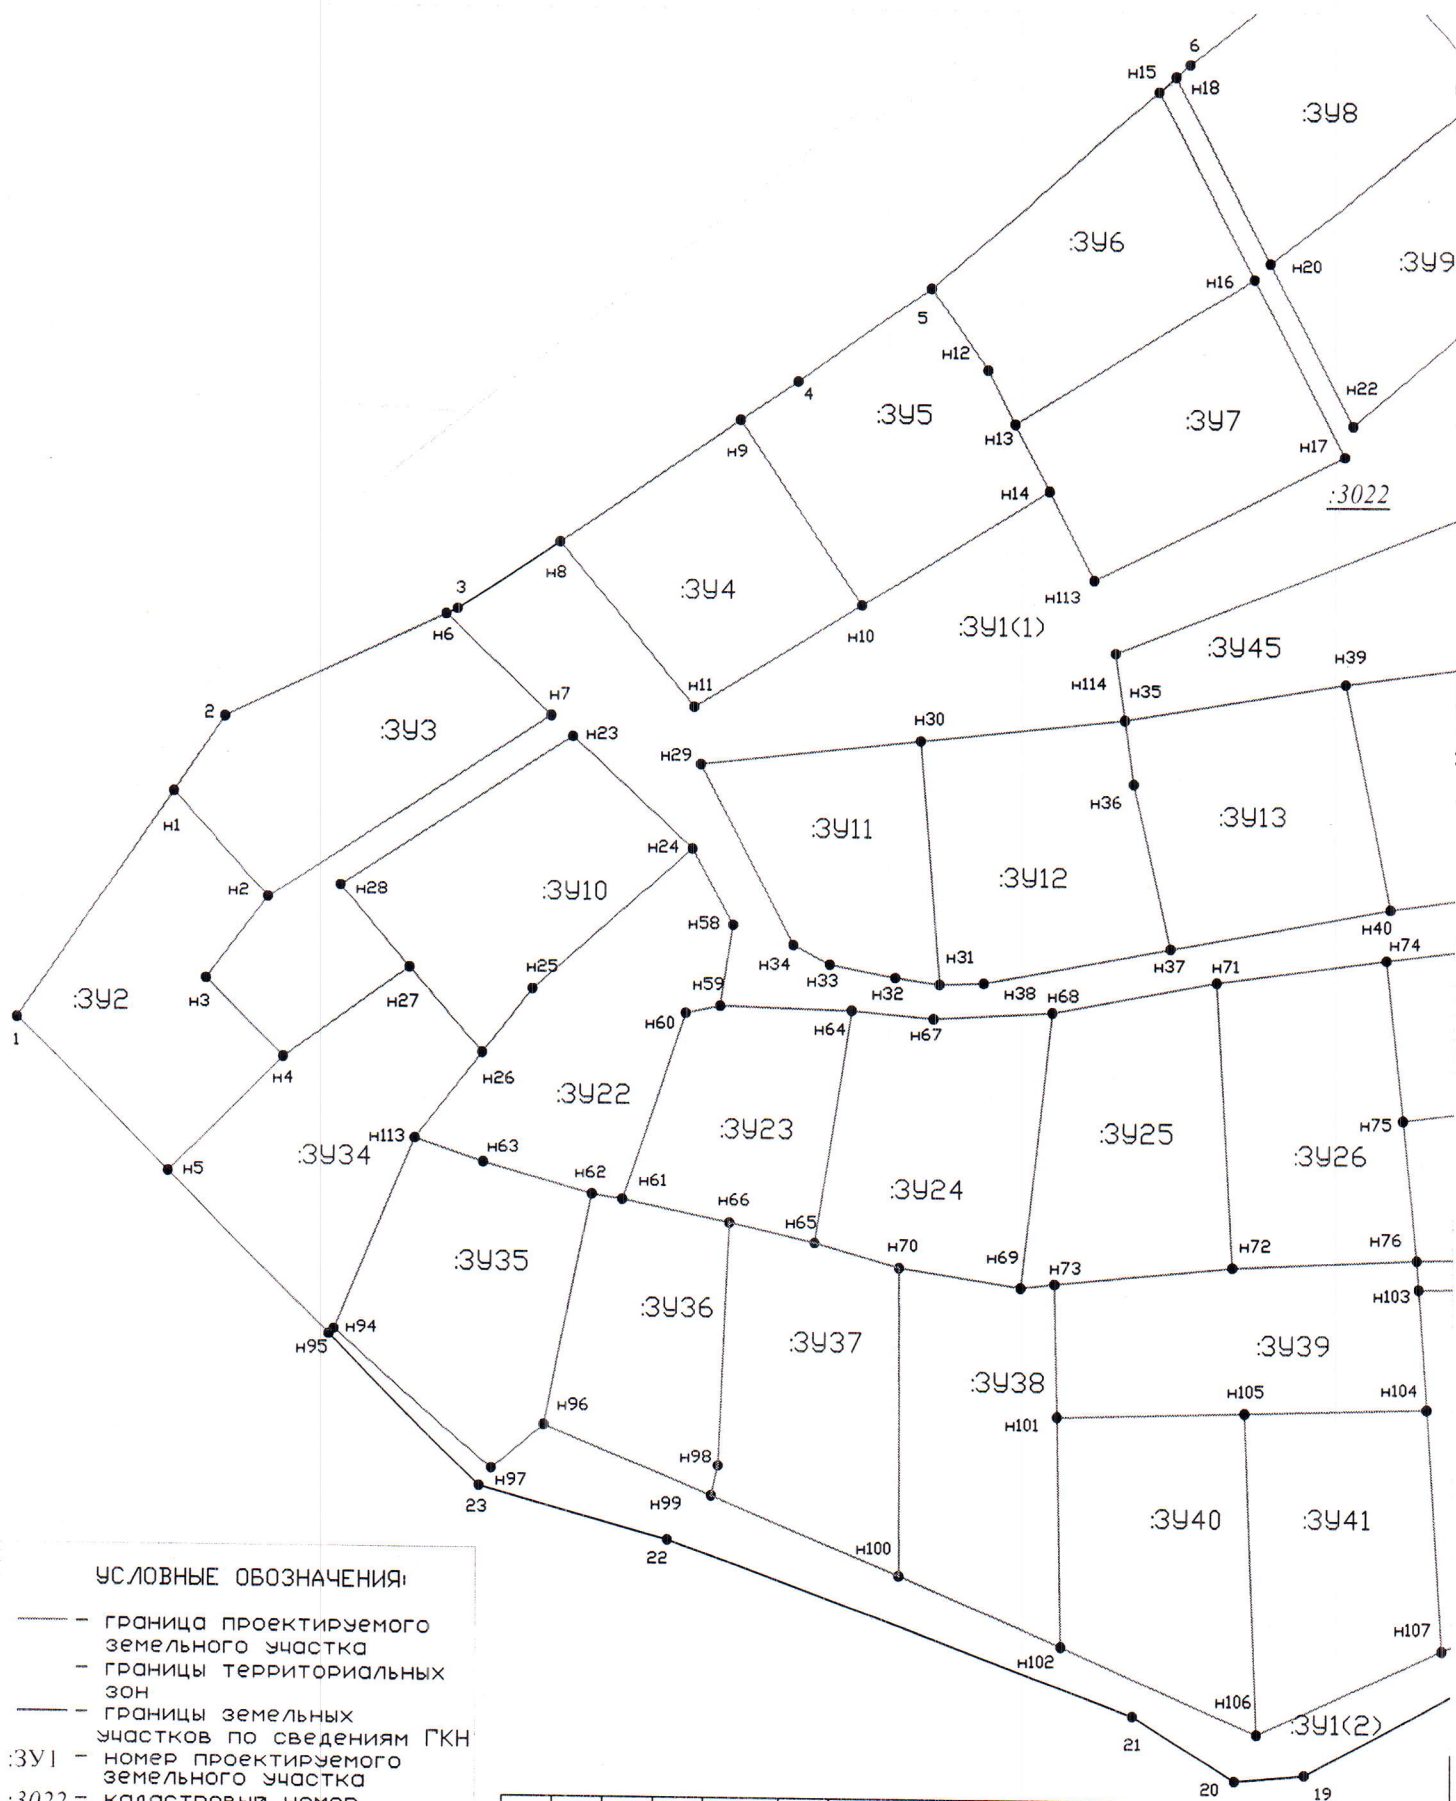 6
н15
н18
:ЗУ8
:ЗУ6
н20
:ЗУ9
н16
5
н12
4
н22
:ЗУ5
:ЗУ7
н9
н13
н17
н14
:3022
н8
3
:ЗУ4
н113
н6
н10
:ЗУ1(1)
:ЗУ45
н39
н114
н35
н11
н7
2
:ЗУ3
н23
н30
н29
н36
н1
:ЗУ11
:ЗУ13
н24
:ЗУ12
н2
н28
:ЗУ10
н58
н40
н34
н33
н74
н25
н31
н37
н71
н3
н27
н59
н32
н38
н68
:ЗУ2
н60
н64
н67
1
н4
н26
:ЗУ22
:ЗУ23
:ЗУ25
н75
н113
:ЗУ34
н63
:ЗУ26
н5
н62
н61
:ЗУ24
н66
н65
н70
н72
н76
:ЗУ35
н69
н73
н103
:ЗУ36
н94
н95
:ЗУ37
:ЗУ39
:ЗУ38
н105
н104
н96
н101
н98
н97
н99
23
:ЗУ40
:ЗУ41
22
н100
н107
н102
н106
:ЗУ1(2)
21
20
19
УСЛОВНЫЕ ОБОЗНАЧЕНИЯ:
- граница проектируемого
земельного участка
- границы территориальных
зон
- границы земельных
участков по сведениям ГКН
:ЗУ1 - номер проектируемого
земельного участка
:3022 - кадастровый номер